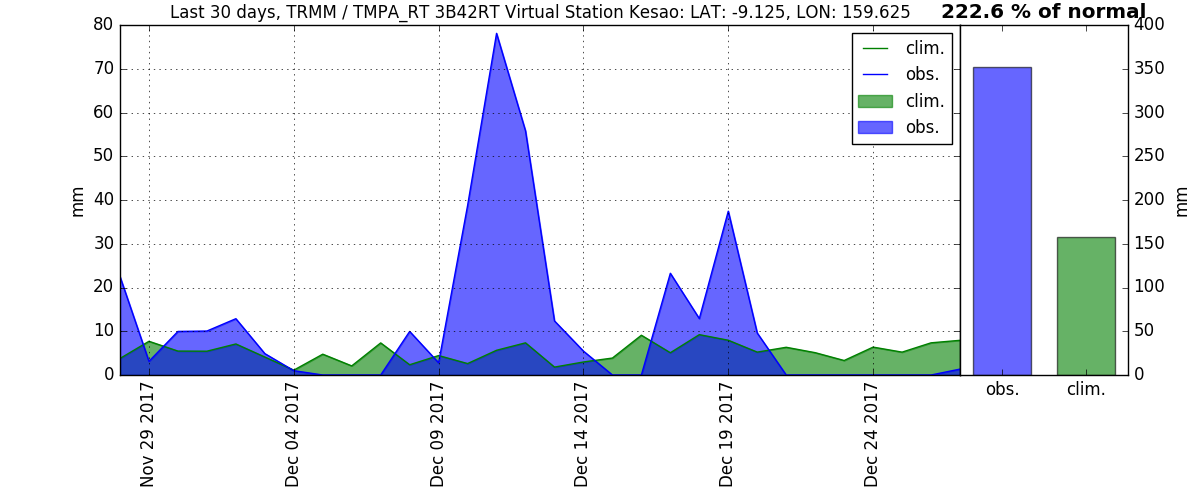 Last 30 days, TRMM / TMPA_RT 3B42RT Virtual Station Kesao: LAT: -9.125, LON: 159.625
222.6 % of normal
80
70
60
50
40
30
20
10
0
mm
clim.
obs.
clim.
obs.
400
350
300
250
200
150
100
50
0
mm
obs.
clim.
Nov 29 2017
Dec 04 2017
Dec 09 2017
Dec 14 2017
Dec 19 2017
Dec 24 2017